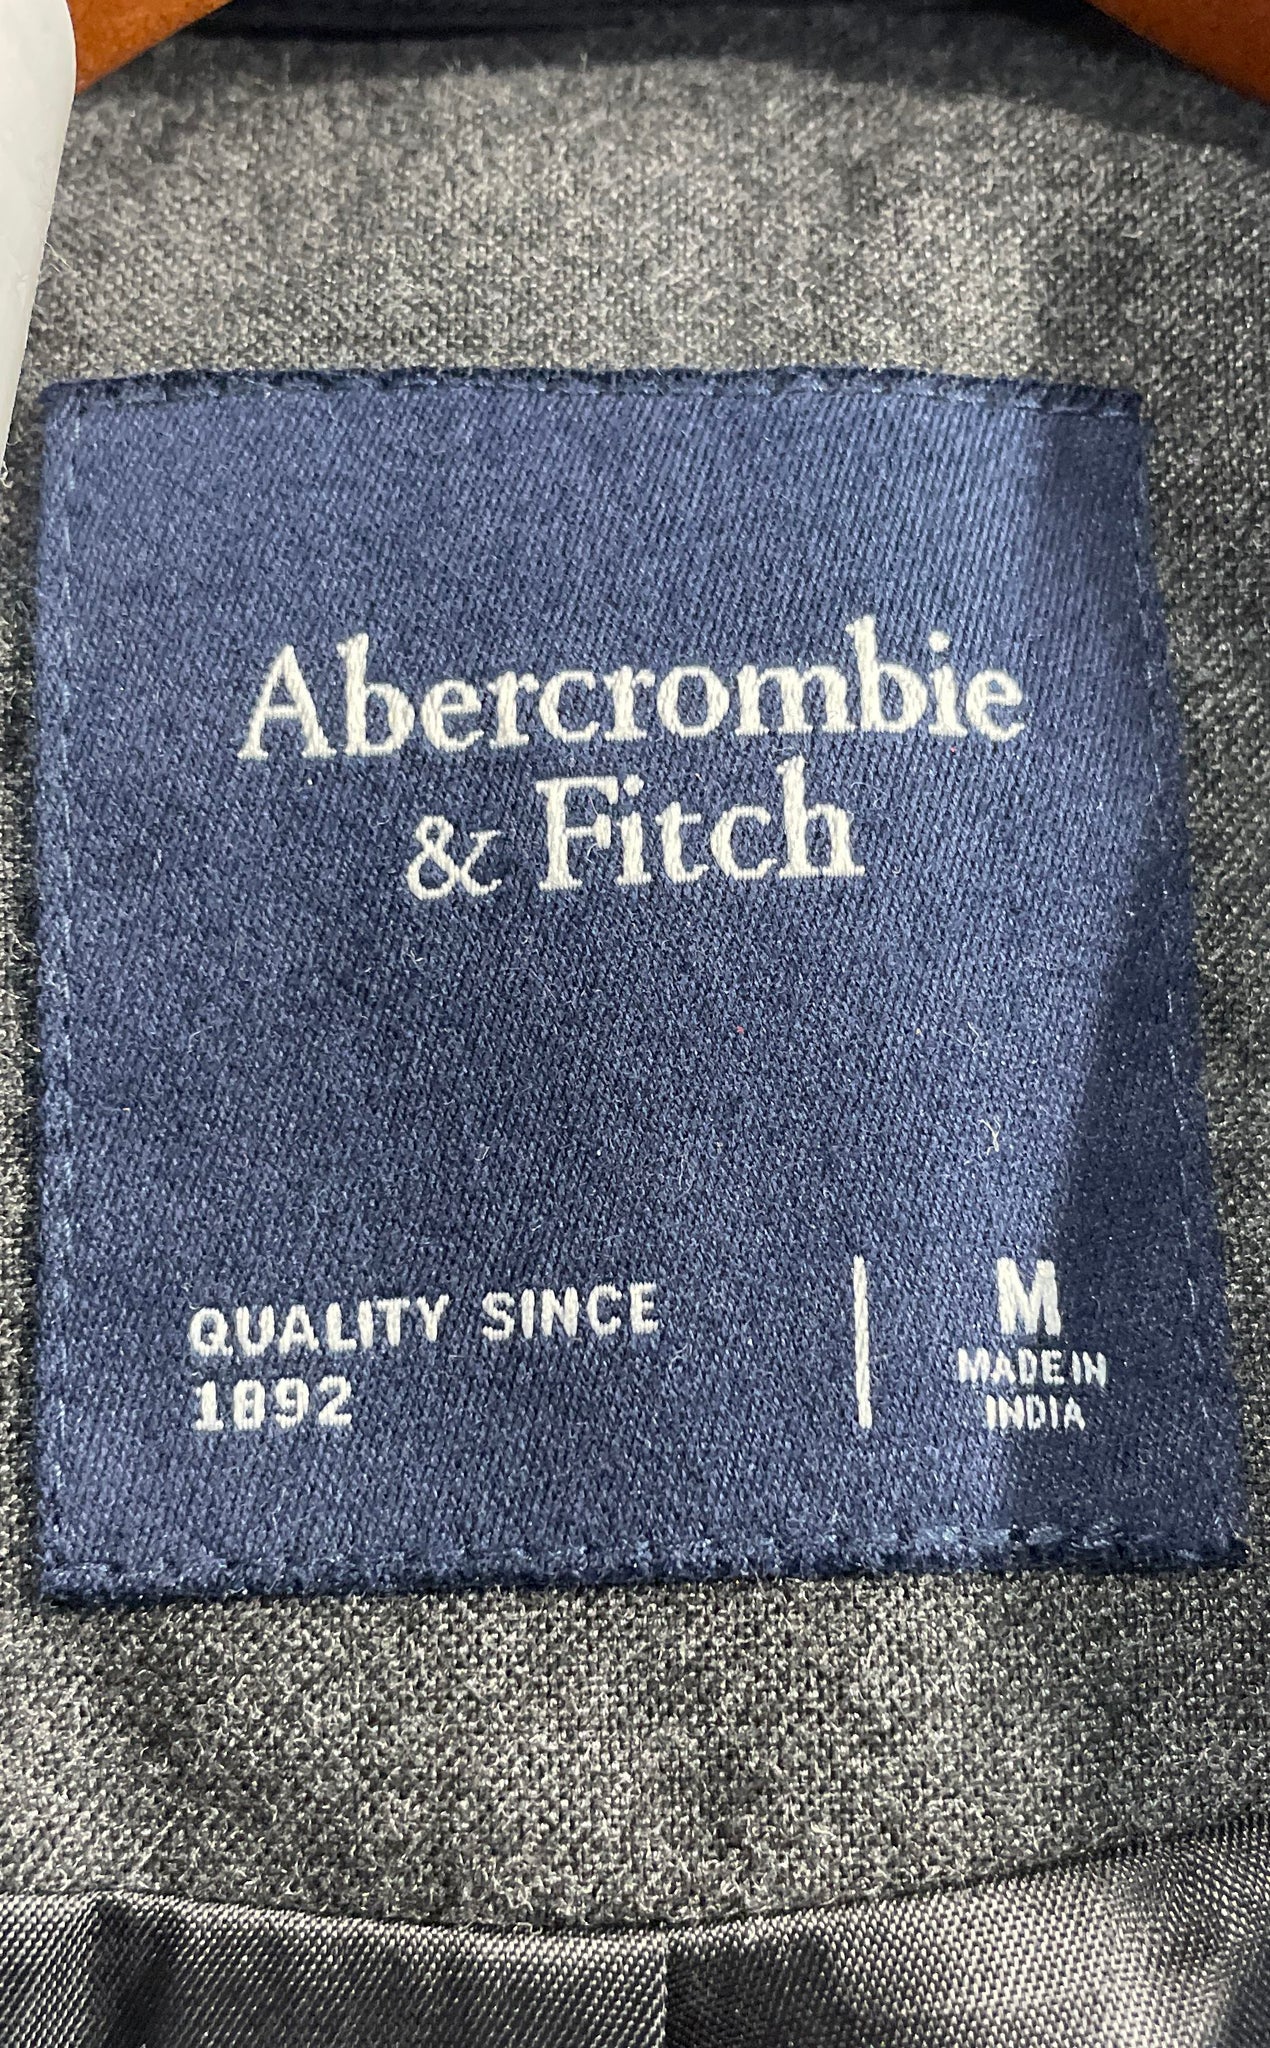 Abercrombie
& Fitch
QUALITY SINCE
1892
M
MADE IN
INDIA